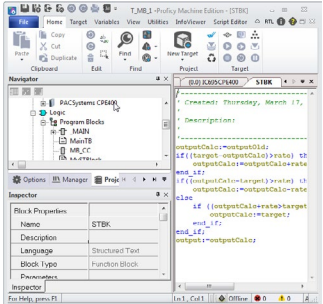 T_MB_1 - Proficy Machine Edition - [STBK]
File Home Target Variables View Utilities InfoViewer Script Editor RTL
Paste
Copy
Cut
Duplicate
Find
New Target
Clipboard Edit Find Project Target
Navigator
PACSystems CPE400
Logic
Program Blocks
_MAIN
MainTB
MB_CC
MySTBlock
Options Manager Proje
Inspector
Block Properties
Name STBK
Description
Language Structured Text
Block Type Function Block
Parameters
Inspector
(0.0) IC695CPE400 STBK
' Created: Thursday, March 17,
' Description:
outputCalc:=outputOld;
if((target-outputCalc)>rate) th
outputCalc:=outputCalc+rate
end_if;
if((outputCalc-target)>rate) th
outputCalc:=outputCalc-rate
else
if ((outputCalc+rate)>target
outputCalc:=target;
end_if;
end_if;
output:=outputCalc;
For Help, press F1
Ln 1, Col 1 Offline 0 0